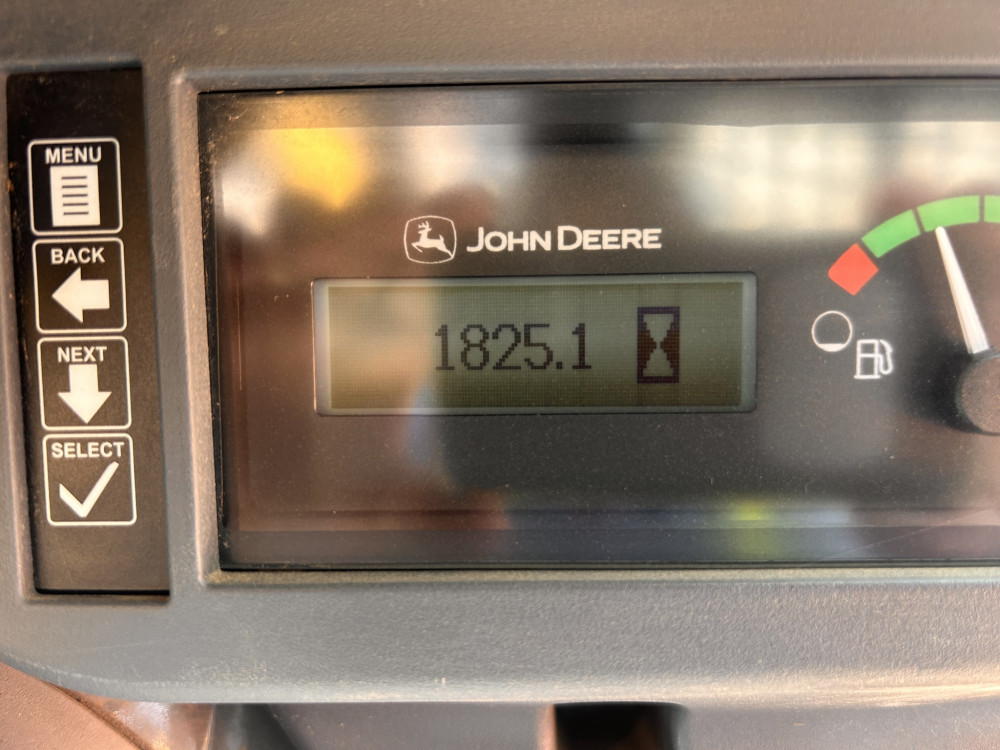 MENU
BACK
NEXT
SELECT
JOHN DEERE
1825.1